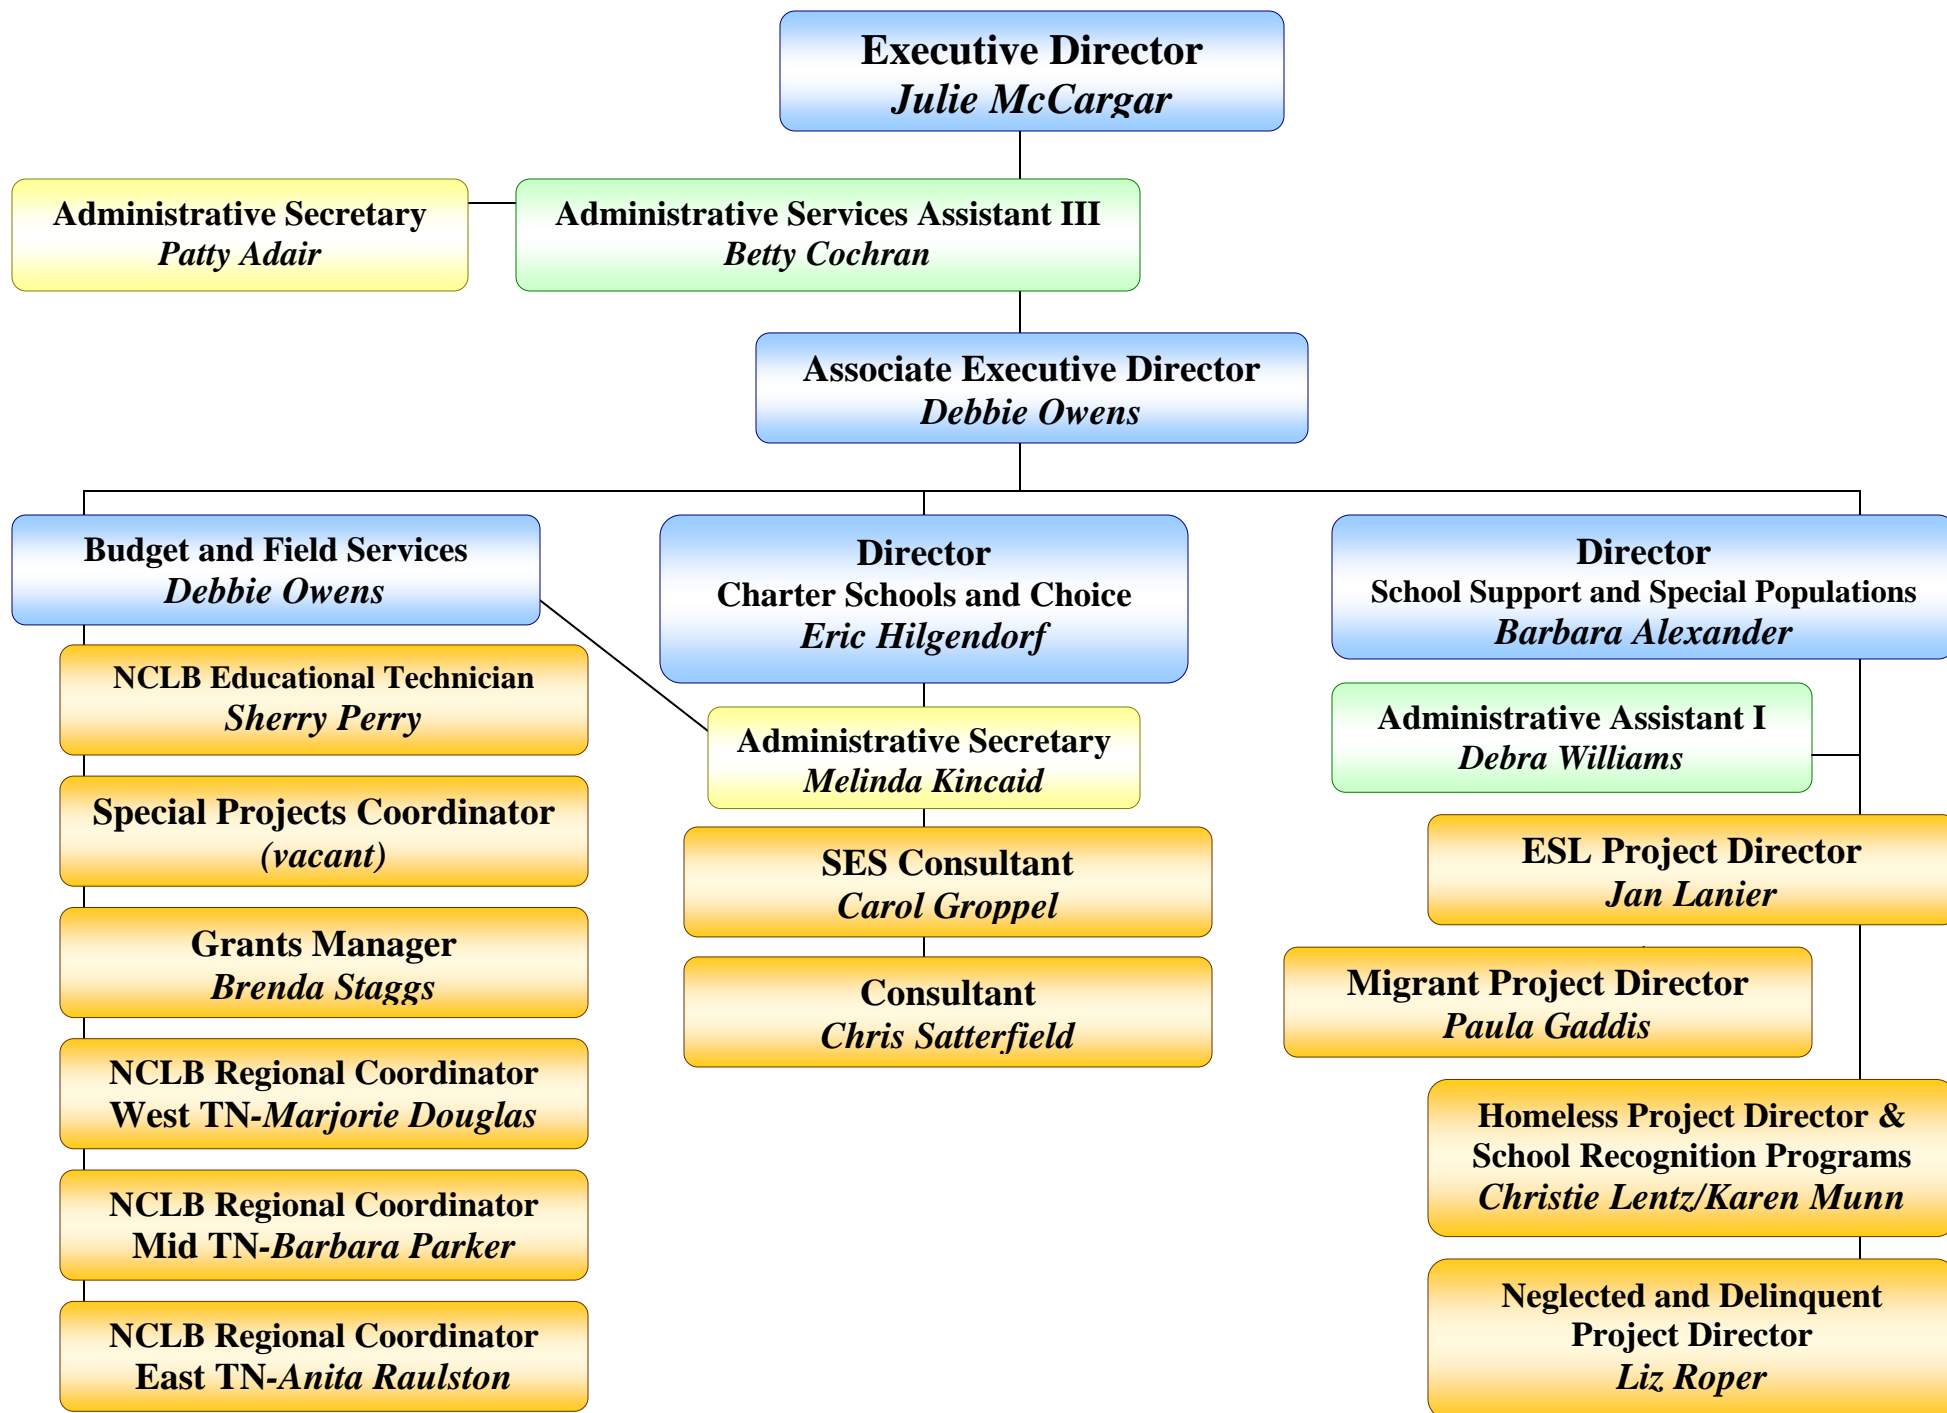 Executive Director
Julie McCargar
Administrative Secretary
Patty Adair
Administrative Services Assistant III
Betty Cochran
Associate Executive Director
Debbie Owens
Budget and Field Services
Debbie Owens
NCLB Educational Technician
Sherry Perry
Special Projects Coordinator
(vacant)
Grants Manager
Brenda Staggs
NCLB Regional Coordinator
West TN-Marjorie Douglas
NCLB Regional Coordinator
Mid TN-Barbara Parker
NCLB Regional Coordinator
East TN-Anita Raulston
Director
Charter Schools and Choice
Eric Hilgendorf
Administrative Secretary
Melinda Kincaid
SES Consultant
Carol Groppel
Consultant
Chris Satterfield
Director
School Support and Special Populations
Barbara Alexander
Administrative Assistant I
Debra Williams
ESL Project Director
Jan Lanier
Migrant Project Director
Paula Gaddis
Homeless Project Director &
School Recognition Programs
Christie Lentz/Karen Munn
Neglected and Delinquent
Project Director
Liz Roper